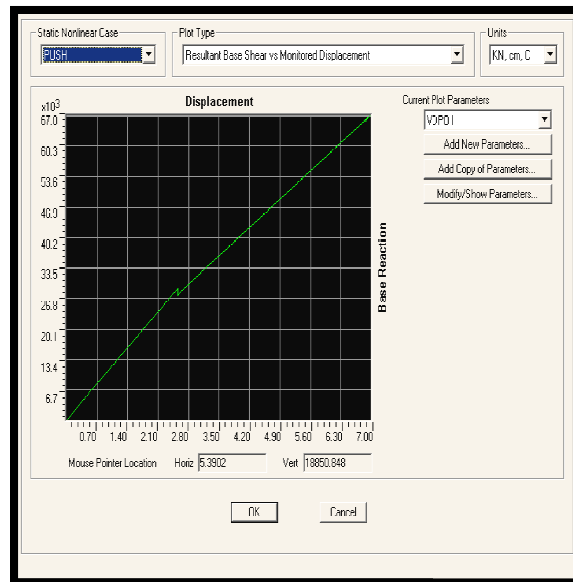 Static Nonlinear Case
PUSH
Plot Type
Resultant Base Shear vs Monitored Displacement
Units
KN, cm, C
Displacement
x10³
67.0
60.3
53.6
46.9
40.2
33.5
26.8
20.1
13.4
6.7
0.70 1.40 2.10 2.80 3.50 4.20 4.90 5.60 6.30 7.00
Base Reaction
Mouse Pointer Location Horiz 5.3902 Vert 18850.848
Current Plot Parameters
VDPO1
Add New Parameters...
Add Copy of Parameters...
Modify/Show Parameters...
OK
Cancel